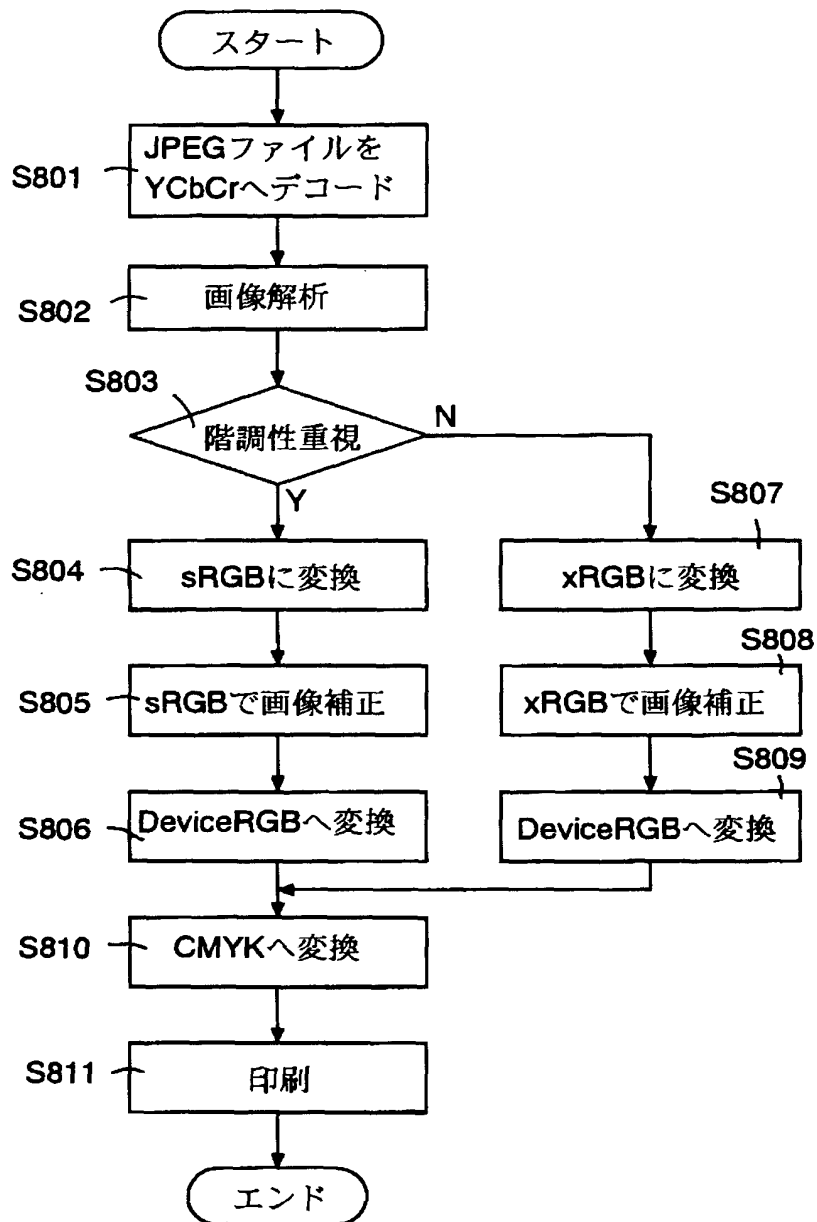 スタート
S801
JPEGファイルを
YCbCrへデコード
S802
画像解析
S803
階調性重視
N
Y
S804
sRGBに変換
S807
xRGBに変換
S805
sRGBで画像補正
S808
xRGBで画像補正
S806
DeviceRGBへ変換
S809
DeviceRGBへ変換
S810
CMYKへ変換
S811
印刷
エンド